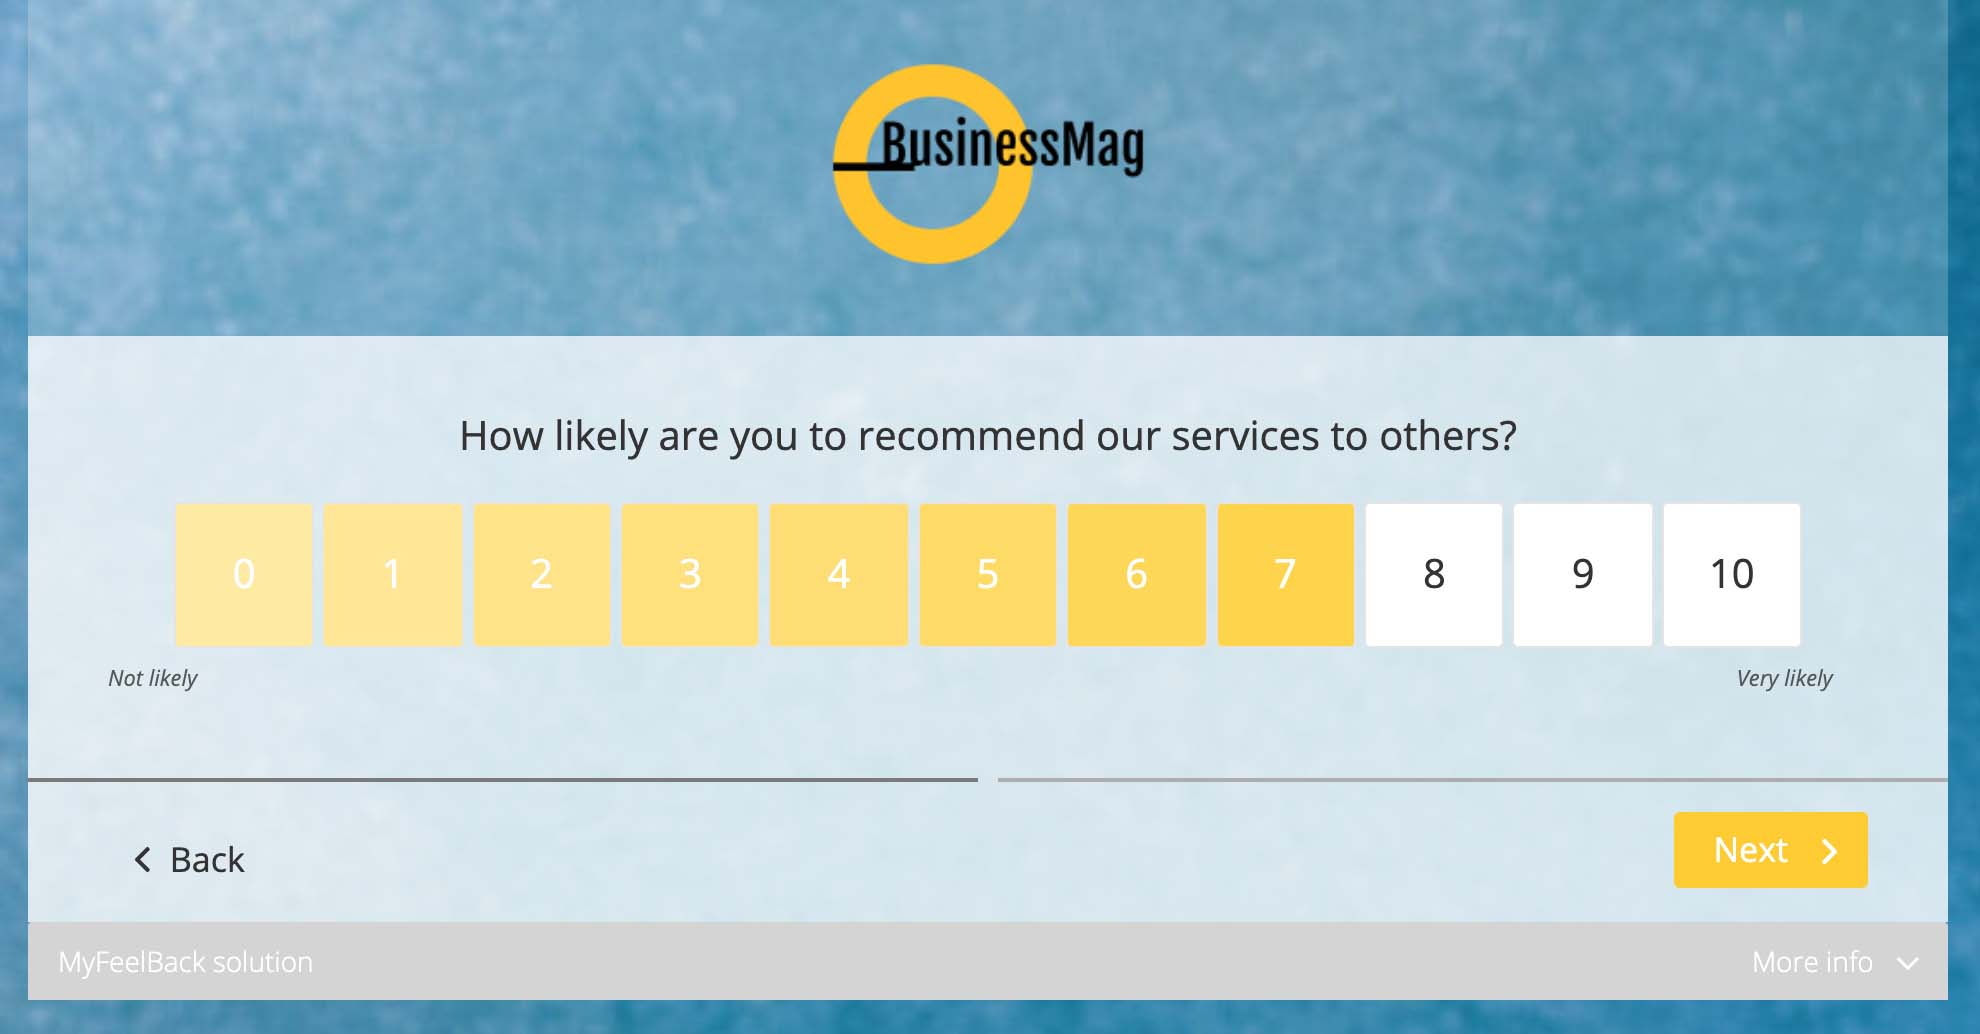 BusinessMag
How likely are you to recommend our services to others?
0 1 2 3 4 5 6 7 8 9 10
Not likely Very likely
Back Next
MyFeelBack solution More info